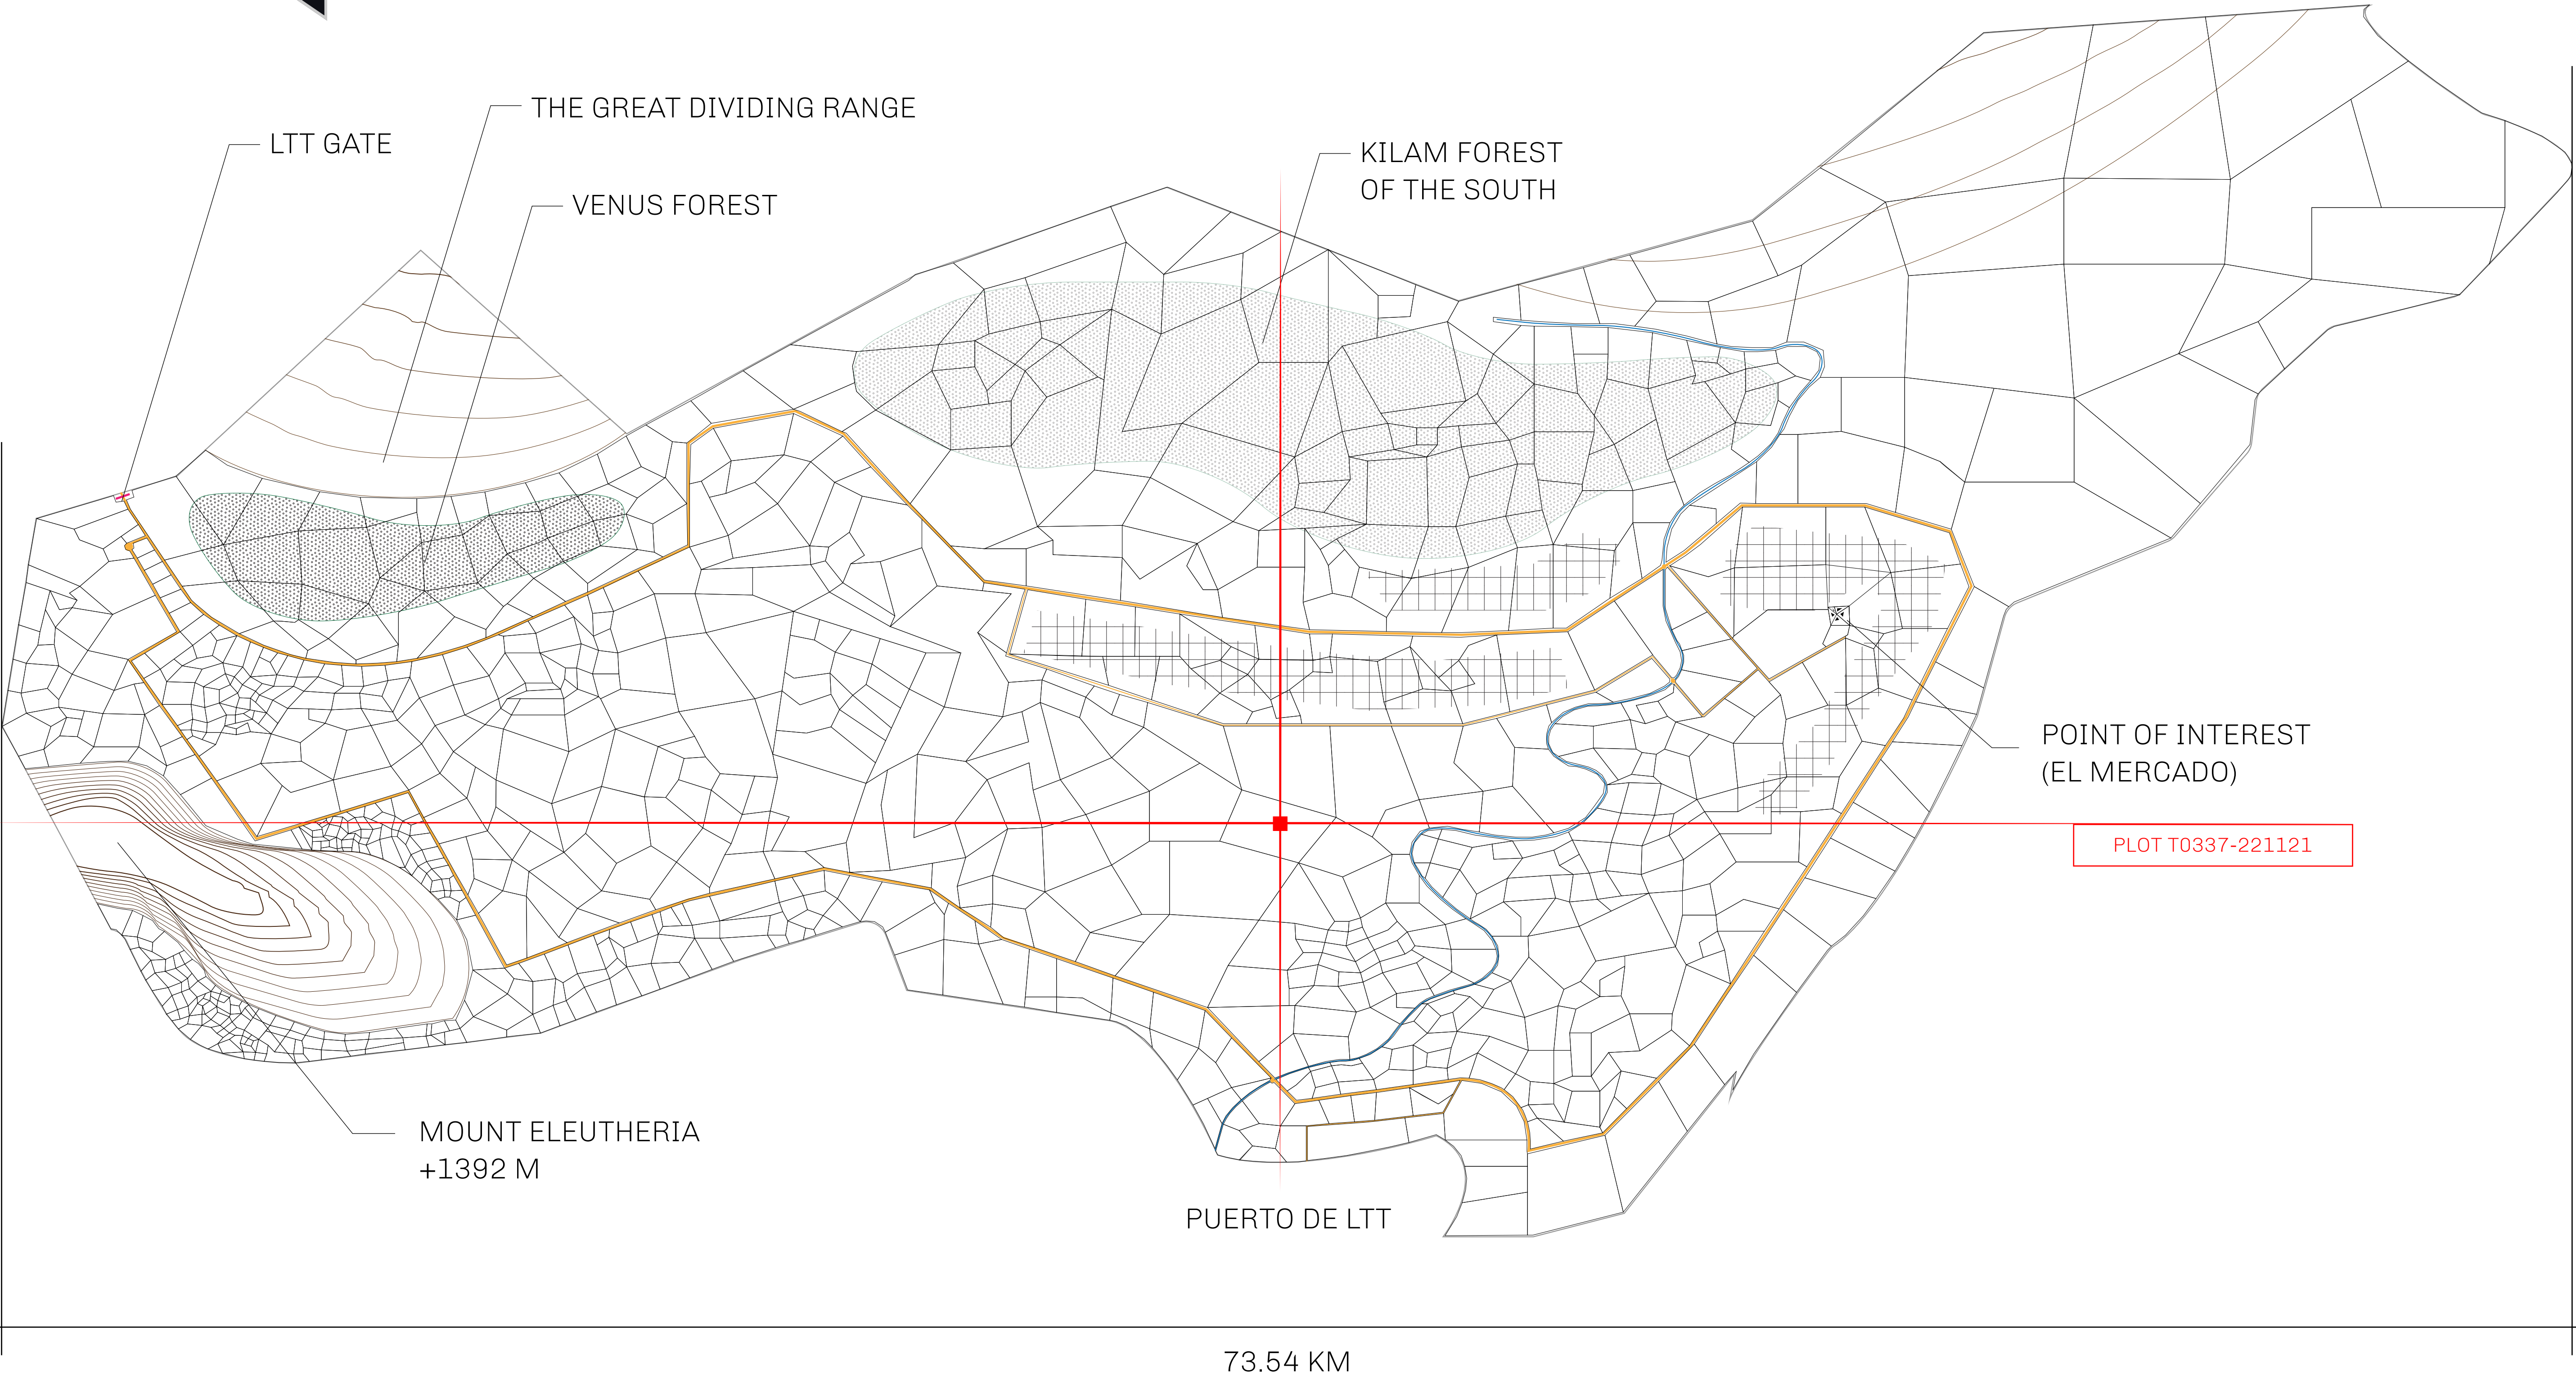 THE GREAT DIVIDING RANGE
LTT GATE
VENUS FOREST
KILAM FOREST
OF THE SOUTH
POINT OF INTEREST
(EL MERCADO)
PLOT T0337-221121
MOUNT ELEUTHERIA
+1392 M
PUERTO DE LTT
73.54 KM